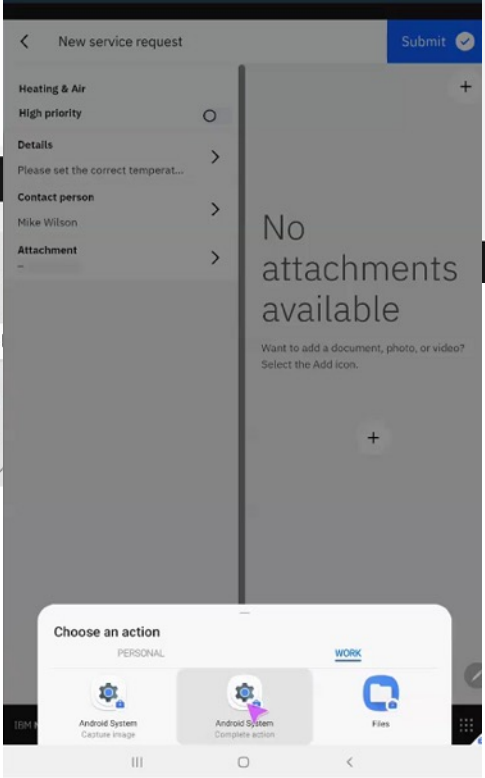 New service request
Submit
Heating & Air
High priority
Details
Please set the correct temperat...
Contact person
Mike Wilson
Attachment
–
No
attachments
available
Want to add a document, photo, or video?
Select the Add icon.
Choose an action
PERSONAL
WORK
Android System
Capture image
Android System
Complete action
Files
IBM